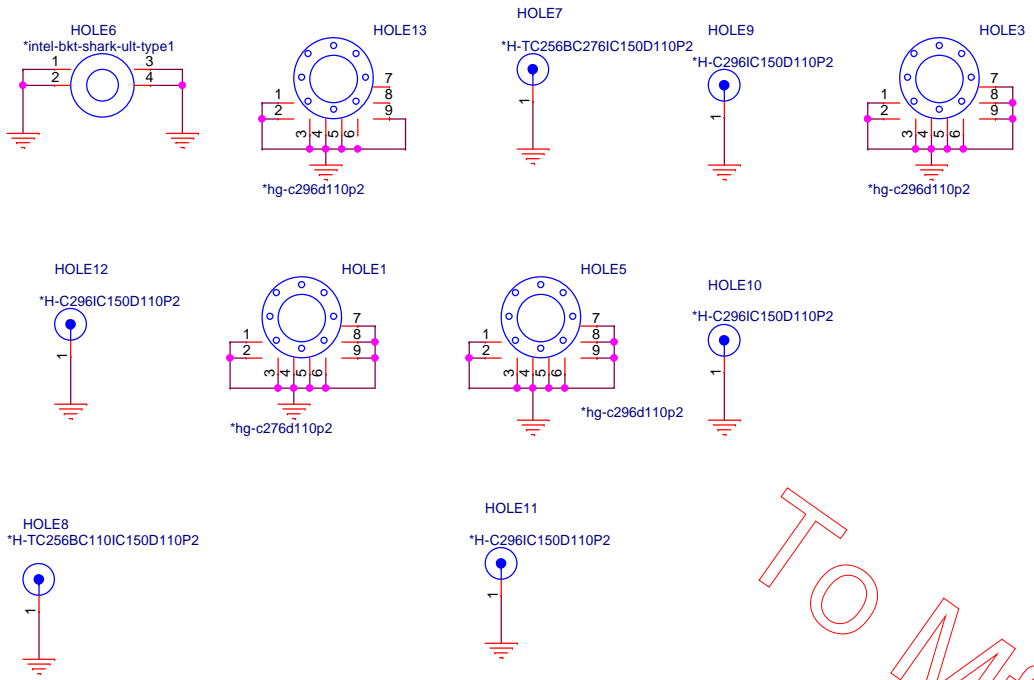 HOLE6
*intel-bkt-shark-ult-type1
1
2
3
4
HOLE13
1
2
3
4
5
6
7
8
9
*hg-c296d110p2
HOLE7
*H-TC256BC276IC150D110P2
1
HOLE9
*H-C296IC150D110P2
1
HOLE3
1
2
3
4
5
6
7
8
9
*hg-c296d110p2
HOLE12
*H-C296IC150D110P2
1
HOLE1
1
2
3
4
5
6
7
8
9
*hg-c276d110p2
HOLE5
1
2
3
4
5
6
7
8
9
*hg-c296d110p2
HOLE10
*H-C296IC150D110P2
1
HOLE8
*H-TC256BC110IC150D110P2
1
HOLE11
*H-C296IC150D110P2
1
To